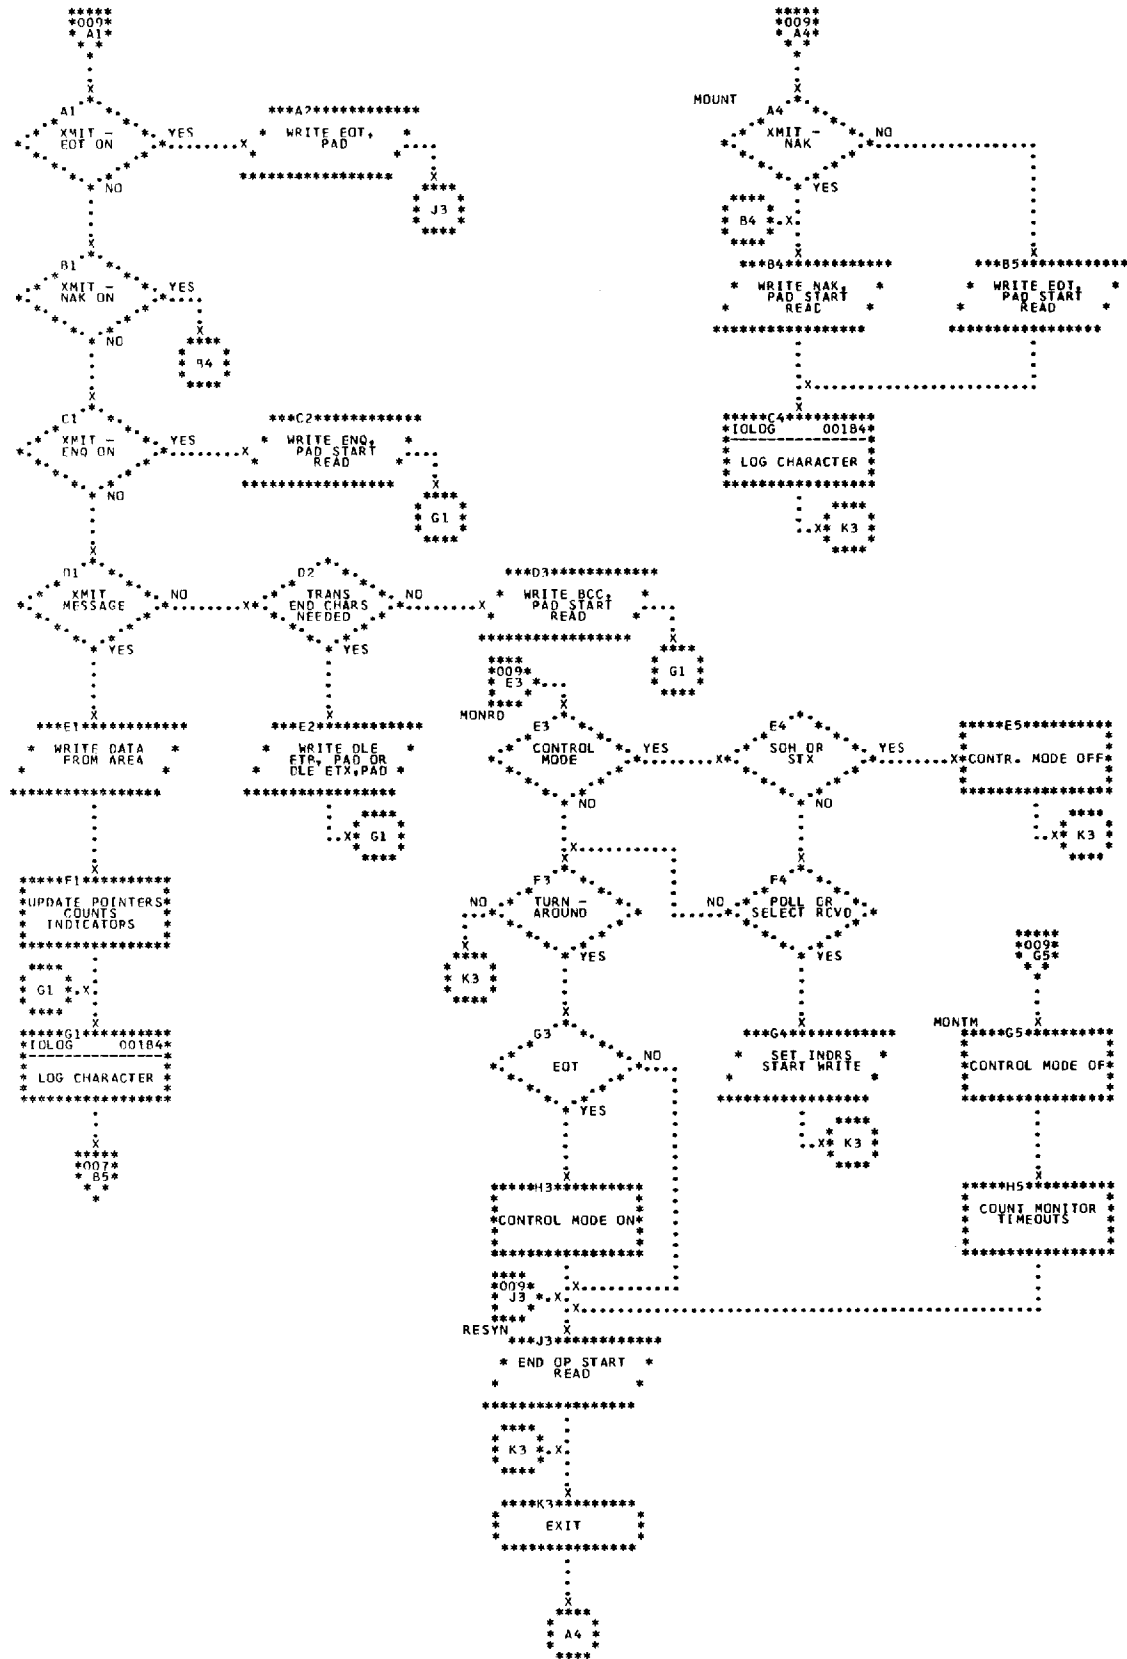 009
A1
A1
XMIT -
EOT ON
YES
NO
A2
WRITE EOT,
PAD
J3
B1
XMIT -
NAK ON
YES
NO
B4
C1
XMIT -
ENQ ON
YES
NO
C2
WRITE ENQ,
PAD START
READ
G1
D1
XMIT
MESSAGE
NO
YES
D2
TRANS
END CHARS
NEEDED
NO
YES
D3
WRITE BCC,
PAD START
READ
G1
E1
WRITE DATA
FROM AREA
E2
WRITE DLE
ETB, PAD OR
DLE ETX,PAD
G1
F1
UPDATE POINTERS
COUNTS
INDICATORS
G1
G1
IOLOG 00184
LOG CHARACTER
007
B5
009
A4
MOUNT
A4
XMIT -
NAK
NO
YES
B4
B4
WRITE NAK,
PAD START
READ
B5
WRITE EOT,
PAD START
READ
C4
IOLOG 00184
LOG CHARACTER
K3
009
E3
MONRD
E3
CONTROL
MODE
YES
NO
E4
SOH OR
STX
YES
NO
E5
CONTR. MODE OFF
K3
F3
TURN -
AROUND
NO
YES
K3
F4
POLL OR
SELECT RCVD
NO
YES
G3
EOT
NO
YES
G4
SET INDRS
START WRITE
K3
009
G5
MONTM
G5
CONTROL MODE OF
H3
CONTROL MODE ON
H5
COUNT MONITOR
TIMEOUTS
009
J3
RESYN
J3
END OP START
READ
K3
K3
EXIT
A4